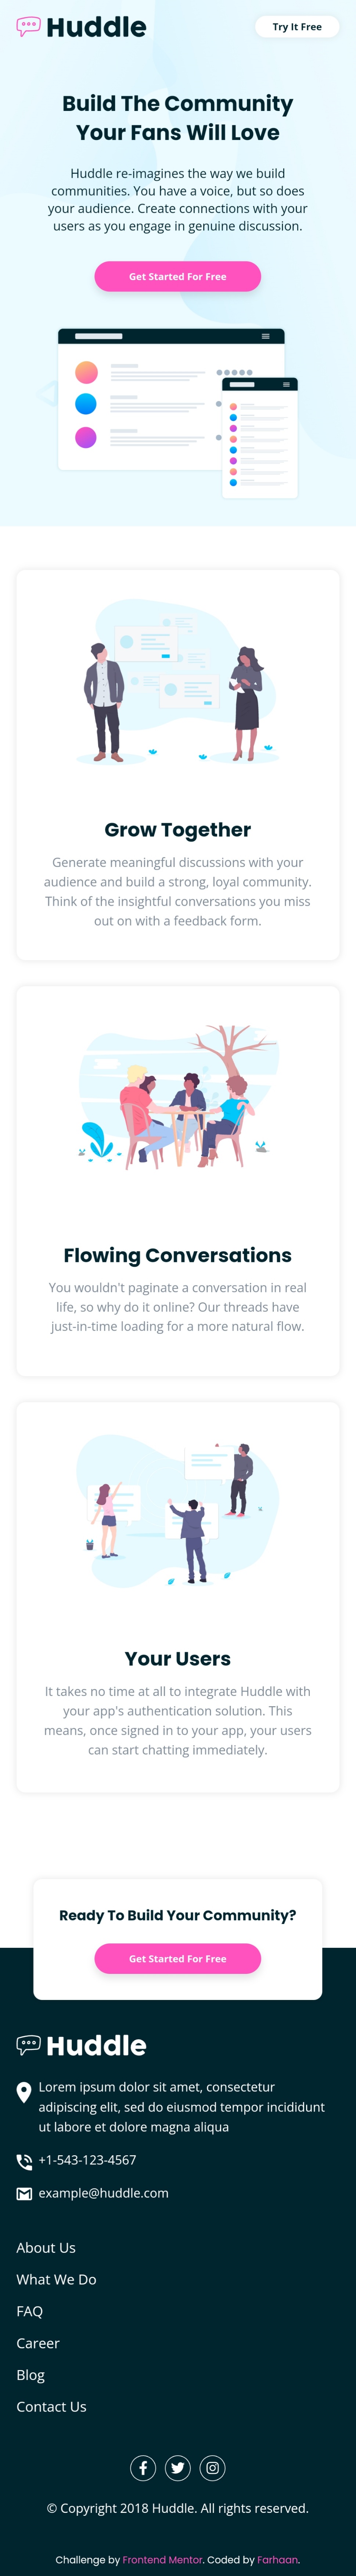 Huddle
Try It Free
Build The Community
Your Fans Will Love
Huddle re-imagines the way we build
communities. You have a voice, but so does
your audience. Create connections with your
users as you engage in genuine discussion.
Get Started For Free
Grow Together
Generate meaningful discussions with your
audience and build a strong, loyal community.
Think of the insightful conversations you miss
out on with a feedback form.
Flowing Conversations
You wouldn't paginate a conversation in real
life, so why do it online? Our threads have
just-in-time loading for a more natural flow.
Your Users
It takes no time at all to integrate Huddle with
your app's authentication solution. This
means, once signed in to your app, your users
can start chatting immediately.
Ready To Build Your Community?
Get Started For Free
Huddle
Lorem ipsum dolor sit amet, consectetur
adipiscing elit, sed do eiusmod tempor incididunt
ut labore et dolore magna aliqua
+1-543-123-4567
example@huddle.com
About Us
What We Do
FAQ
Career
Blog
Contact Us
© Copyright 2018 Huddle. All rights reserved.
Challenge by Frontend Mentor. Coded by Farhaan.